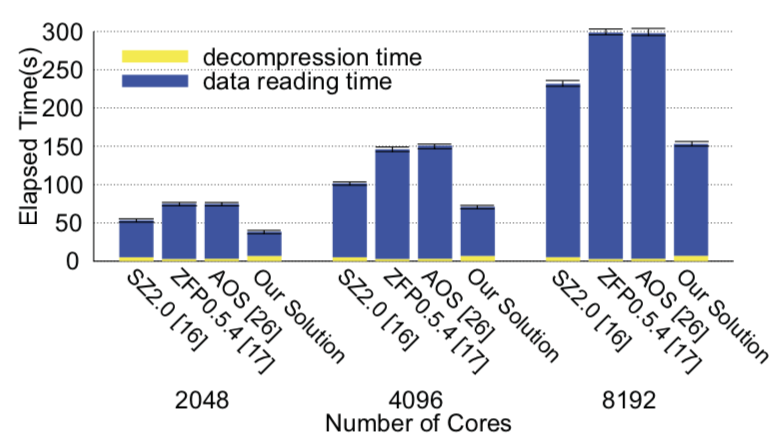 Elapsed Time(s)
300
250
200
150
100
50
0
decompression time
data reading time
SZ2.0 [16]
ZFP0.5.4 [17]
AOS [26]
Our Solution
SZ2.0 [16]
ZFP0.5.4 [17]
AOS [26]
Our Solution
SZ2.0 [16]
ZFP0.5.4 [17]
AOS [26]
Our Solution
2048
4096
8192
Number of Cores